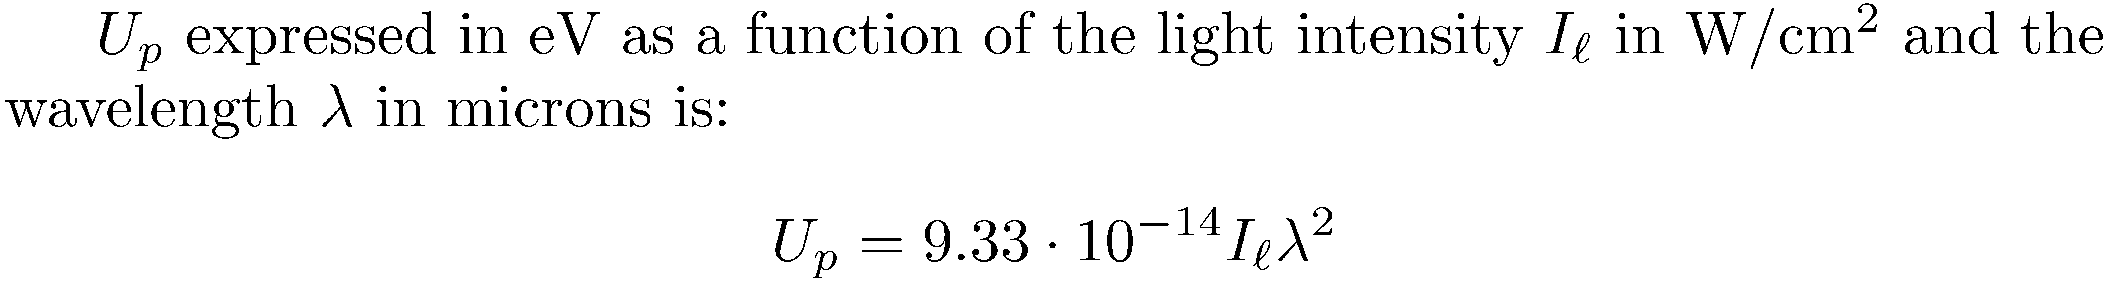 U_p expressed in eV as a function of the light intensity I_ℓ in W/cm² and the
wavelength λ in microns is:
U_p = 9.33 · 10⁻¹⁴ I_ℓ λ²